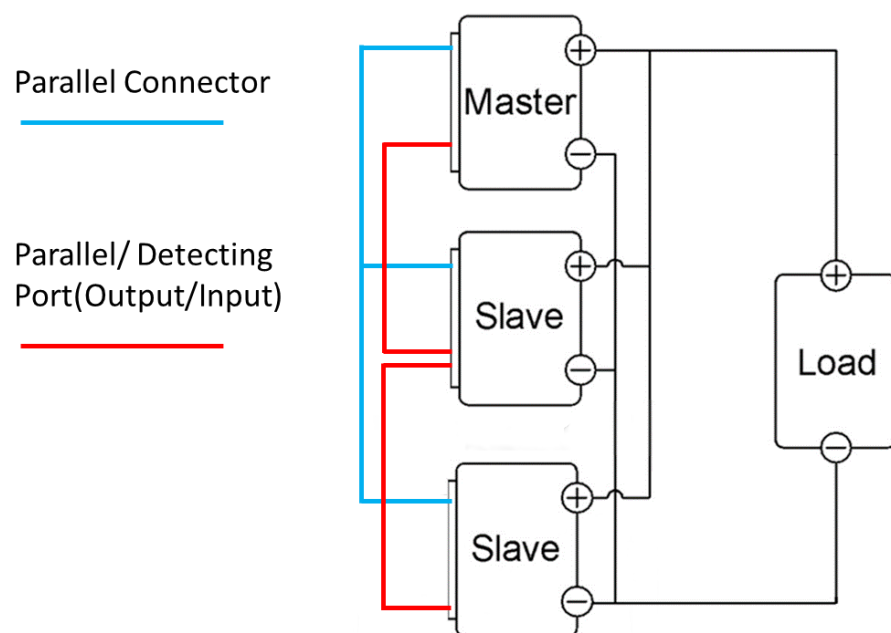 Parallel Connector
Parallel/ Detecting
Port(Output/Input)
+
Master
−
+
Slave
−
+
Load
−
+
Slave
−